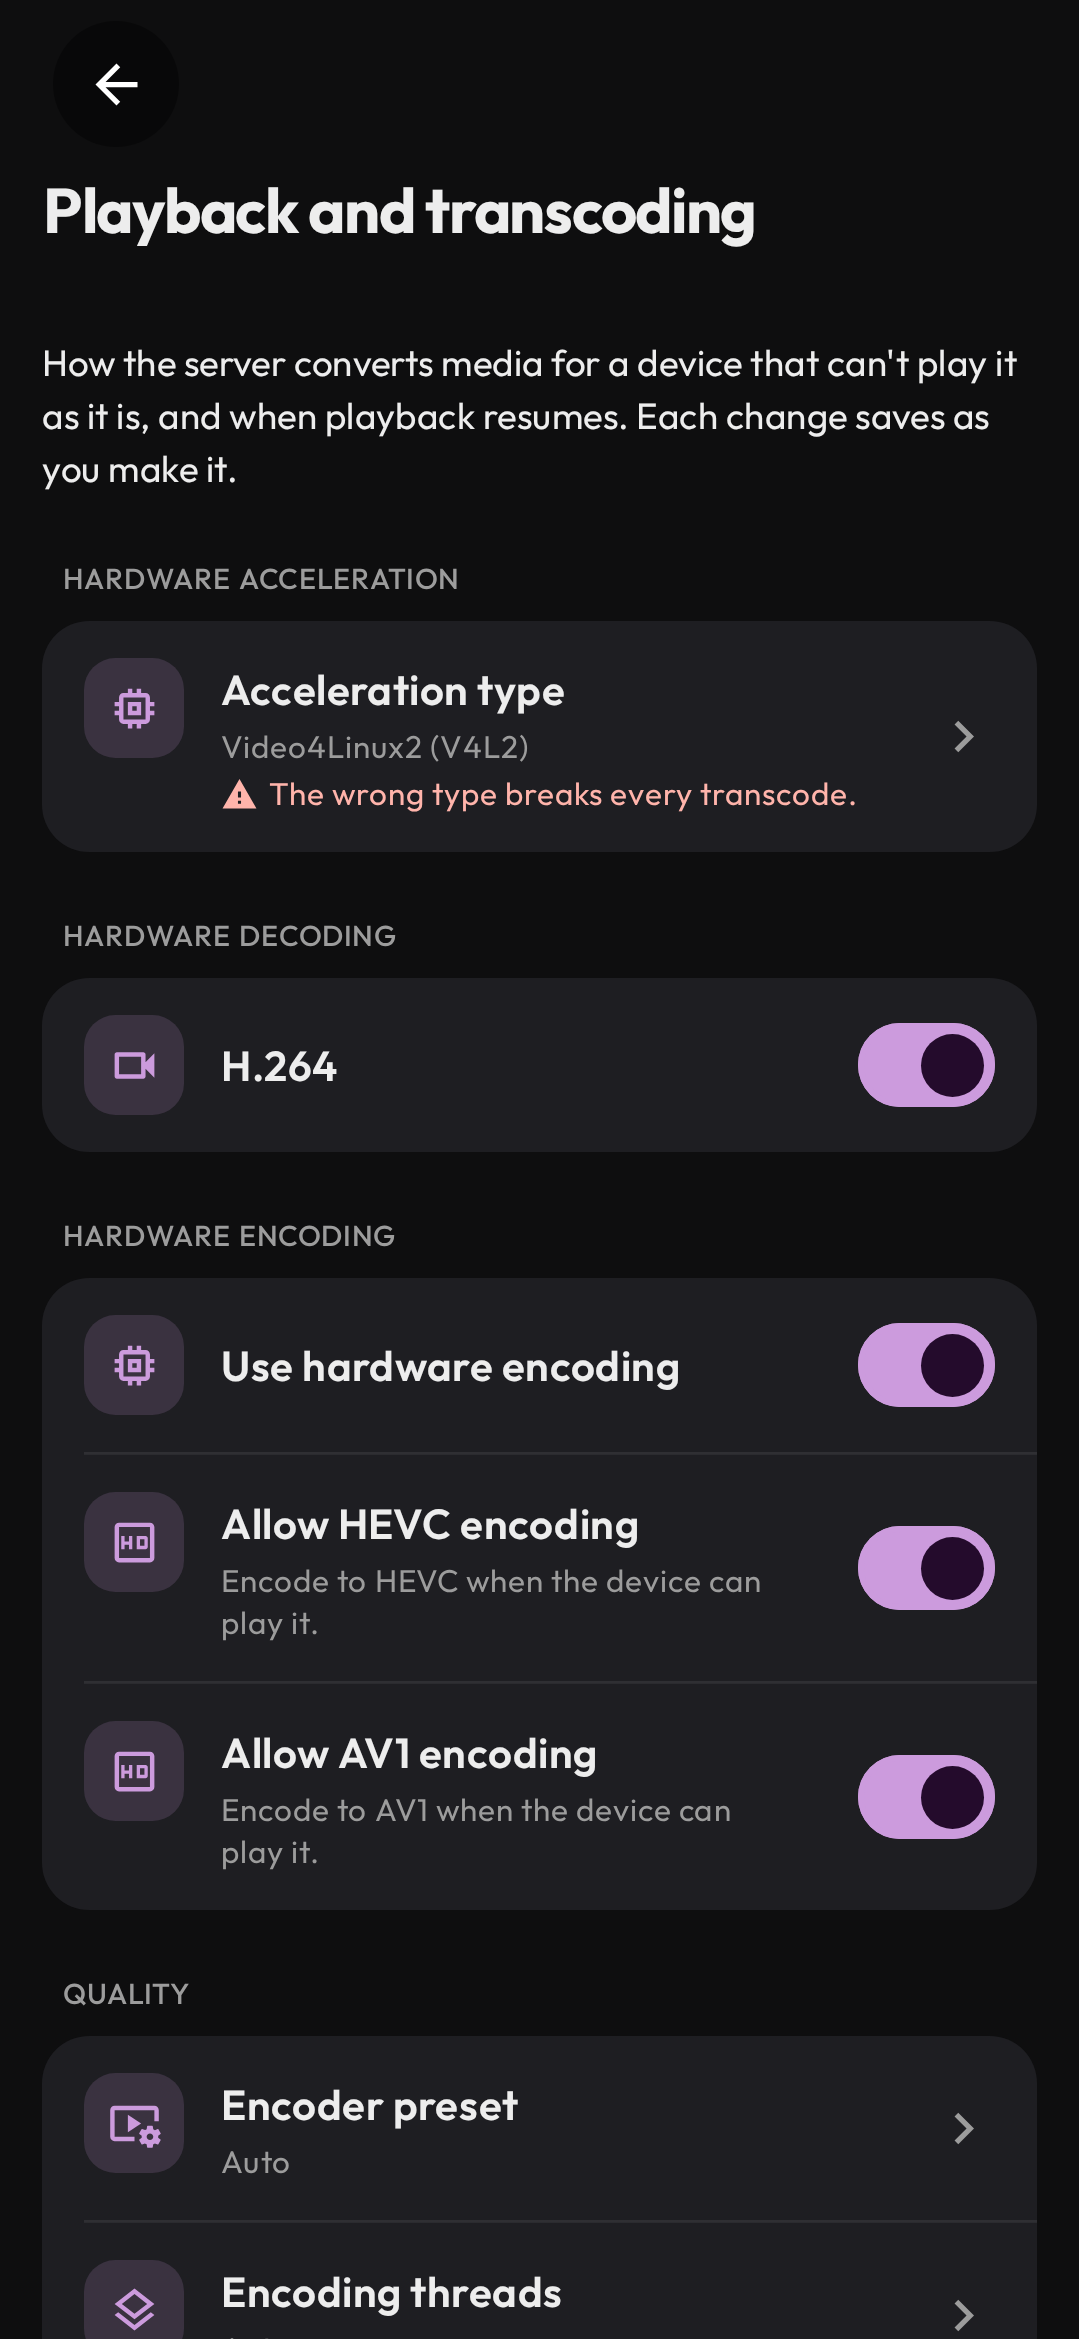 Playback and transcoding
How the server converts media for a device that can't play it
as it is, and when playback resumes. Each change saves as
you make it.
HARDWARE ACCELERATION
Acceleration type
Video4Linux2 (V4L2)
The wrong type breaks every transcode.
HARDWARE DECODING
H.264
HARDWARE ENCODING
Use hardware encoding
HD
Allow HEVC encoding
Encode to HEVC when the device can
play it.
HD
Allow AV1 encoding
Encode to AV1 when the device can
play it.
QUALITY
Encoder preset
Auto
Encoding threads